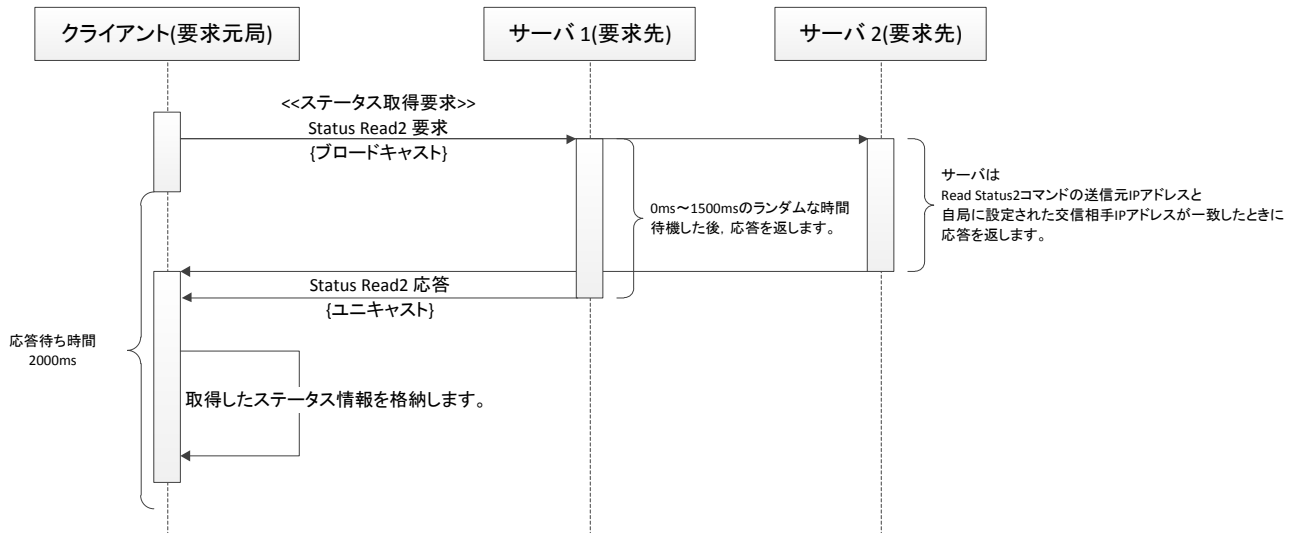 クライアント(要求元局)
サーバ 1(要求先)
サーバ 2(要求先)
<<ステータス取得要求>>
Status Read2 要求
{ブロードキャスト}
0ms～1500msのランダムな時間
待機した後，応答を返します。
サーバは
Read Status2コマンドの送信元IPアドレスと
自局に設定された交信相手IPアドレスが一致したときに
応答を返します。
Status Read2 応答
{ユニキャスト}
応答待ち時間
2000ms
取得したステータス情報を格納します。